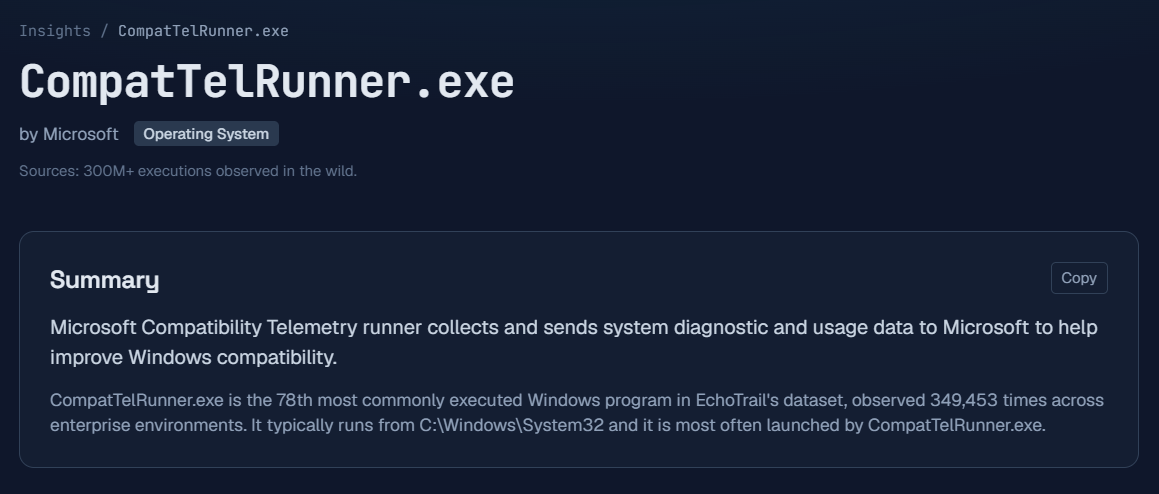 Insights / CompatTelRunner.exe
CompatTelRunner.exe
by Microsoft Operating System
Sources: 300M+ executions observed in the wild.
Summary Copy
Microsoft Compatibility Telemetry runner collects and sends system diagnostic and usage data to Microsoft to help
improve Windows compatibility.
CompatTelRunner.exe is the 78th most commonly executed Windows program in EchoTrail's dataset, observed 349,453 times across
enterprise environments. It typically runs from C:\Windows\System32 and it is most often launched by CompatTelRunner.exe.